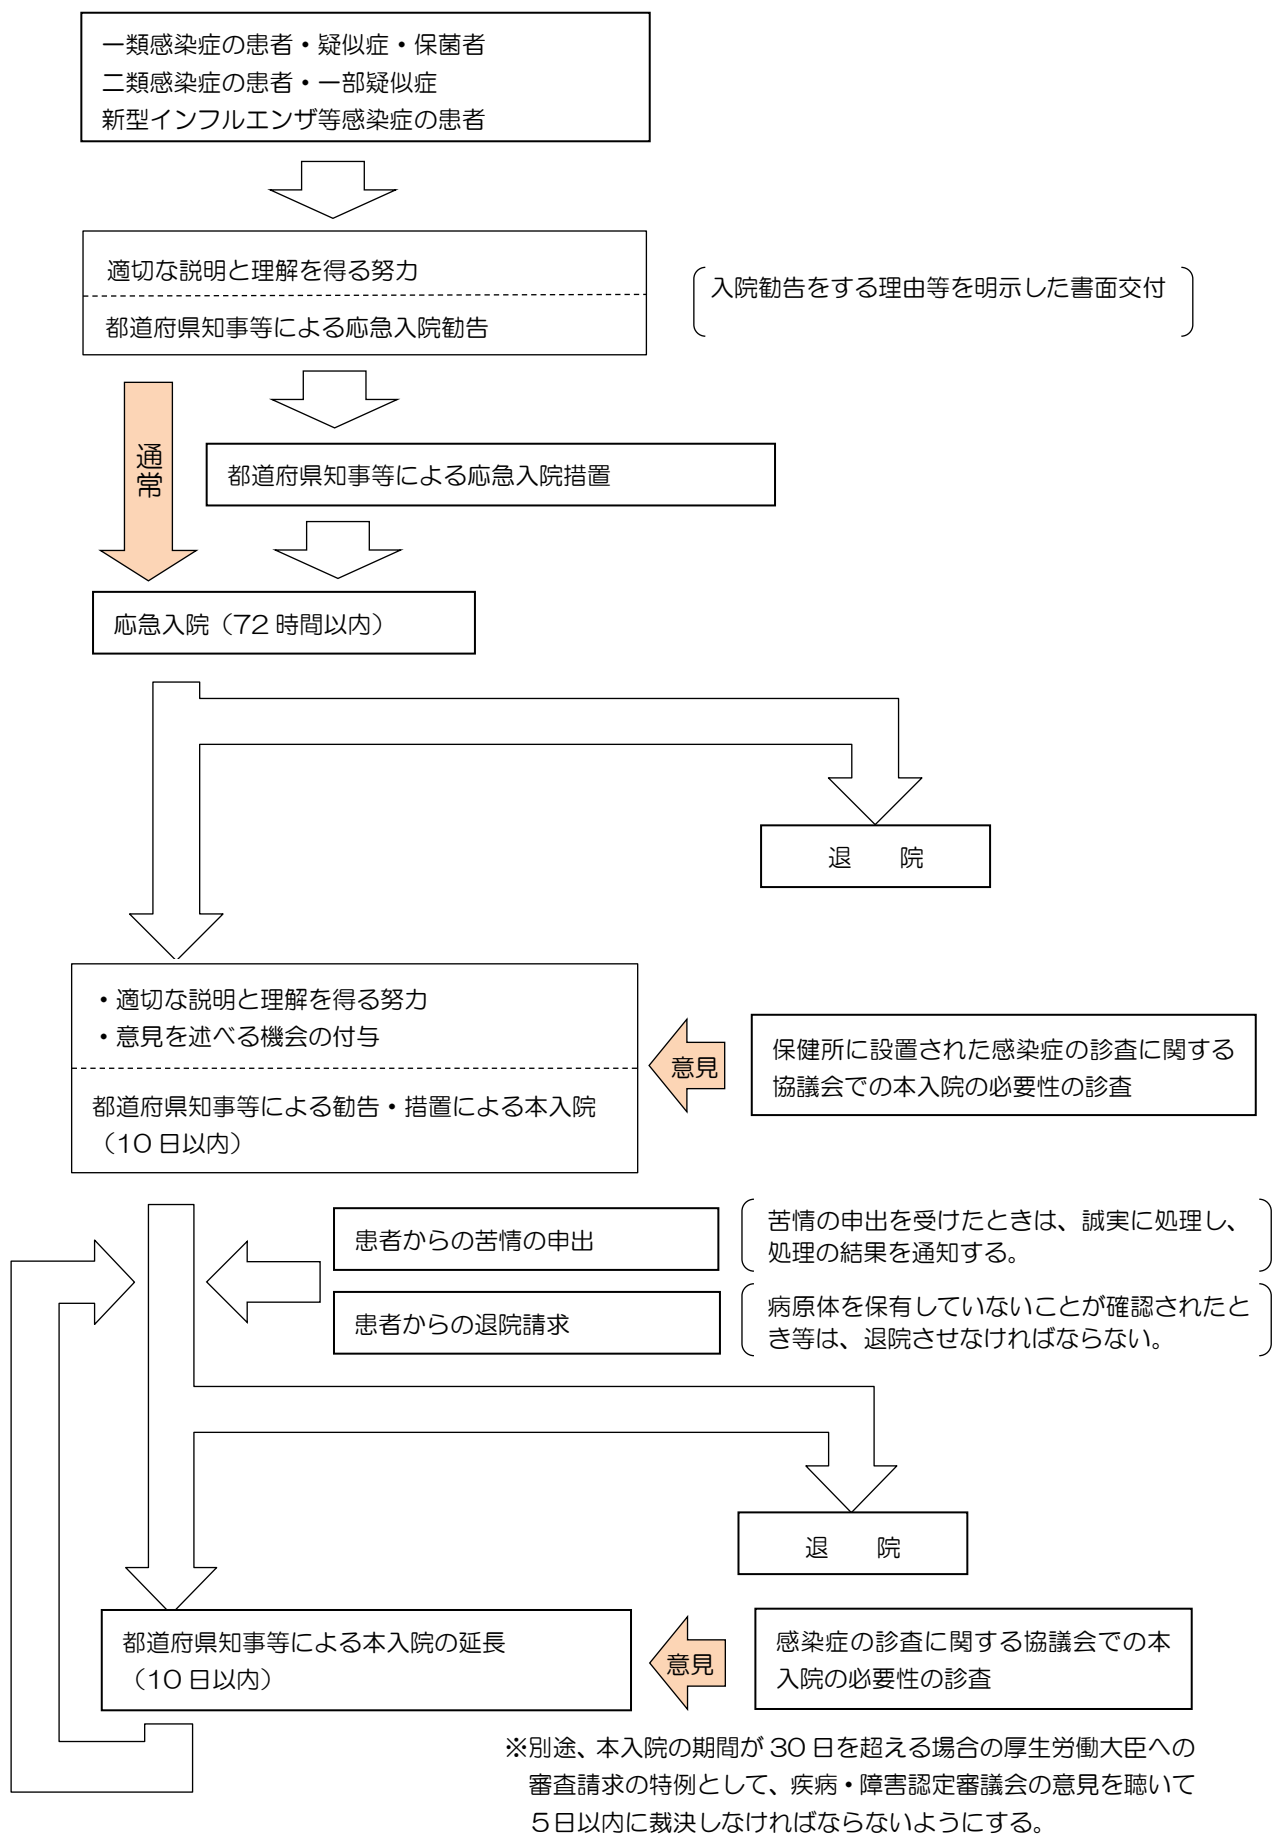 一類感染症の患者・疑似症・保菌者
二類感染症の患者・一部疑似症
新型インフルエンザ等感染症の患者
適切な説明と理解を得る努力
都道府県知事等による応急入院勧告
入院勧告をする理由等を明示した書面交付
通常
都道府県知事等による応急入院措置
応急入院（72 時間以内）
退　　院
・適切な説明と理解を得る努力
・意見を述べる機会の付与
都道府県知事等による勧告・措置による本入院
（10 日以内）
意見
保健所に設置された感染症の診査に関する
協議会での本入院の必要性の診査
患者からの苦情の申出
苦情の申出を受けたときは、誠実に処理し、
処理の結果を通知する。
患者からの退院請求
病原体を保有していないことが確認されたと
き等は、退院させなければならない。
退　　院
都道府県知事等による本入院の延長
（10 日以内）
意見
感染症の診査に関する協議会での本
入院の必要性の診査
※別途、本入院の期間が 30 日を超える場合の厚生労働大臣への
審査請求の特例として、疾病・障害認定審議会の意見を聴いて
５日以内に裁決しなければならないようにする。